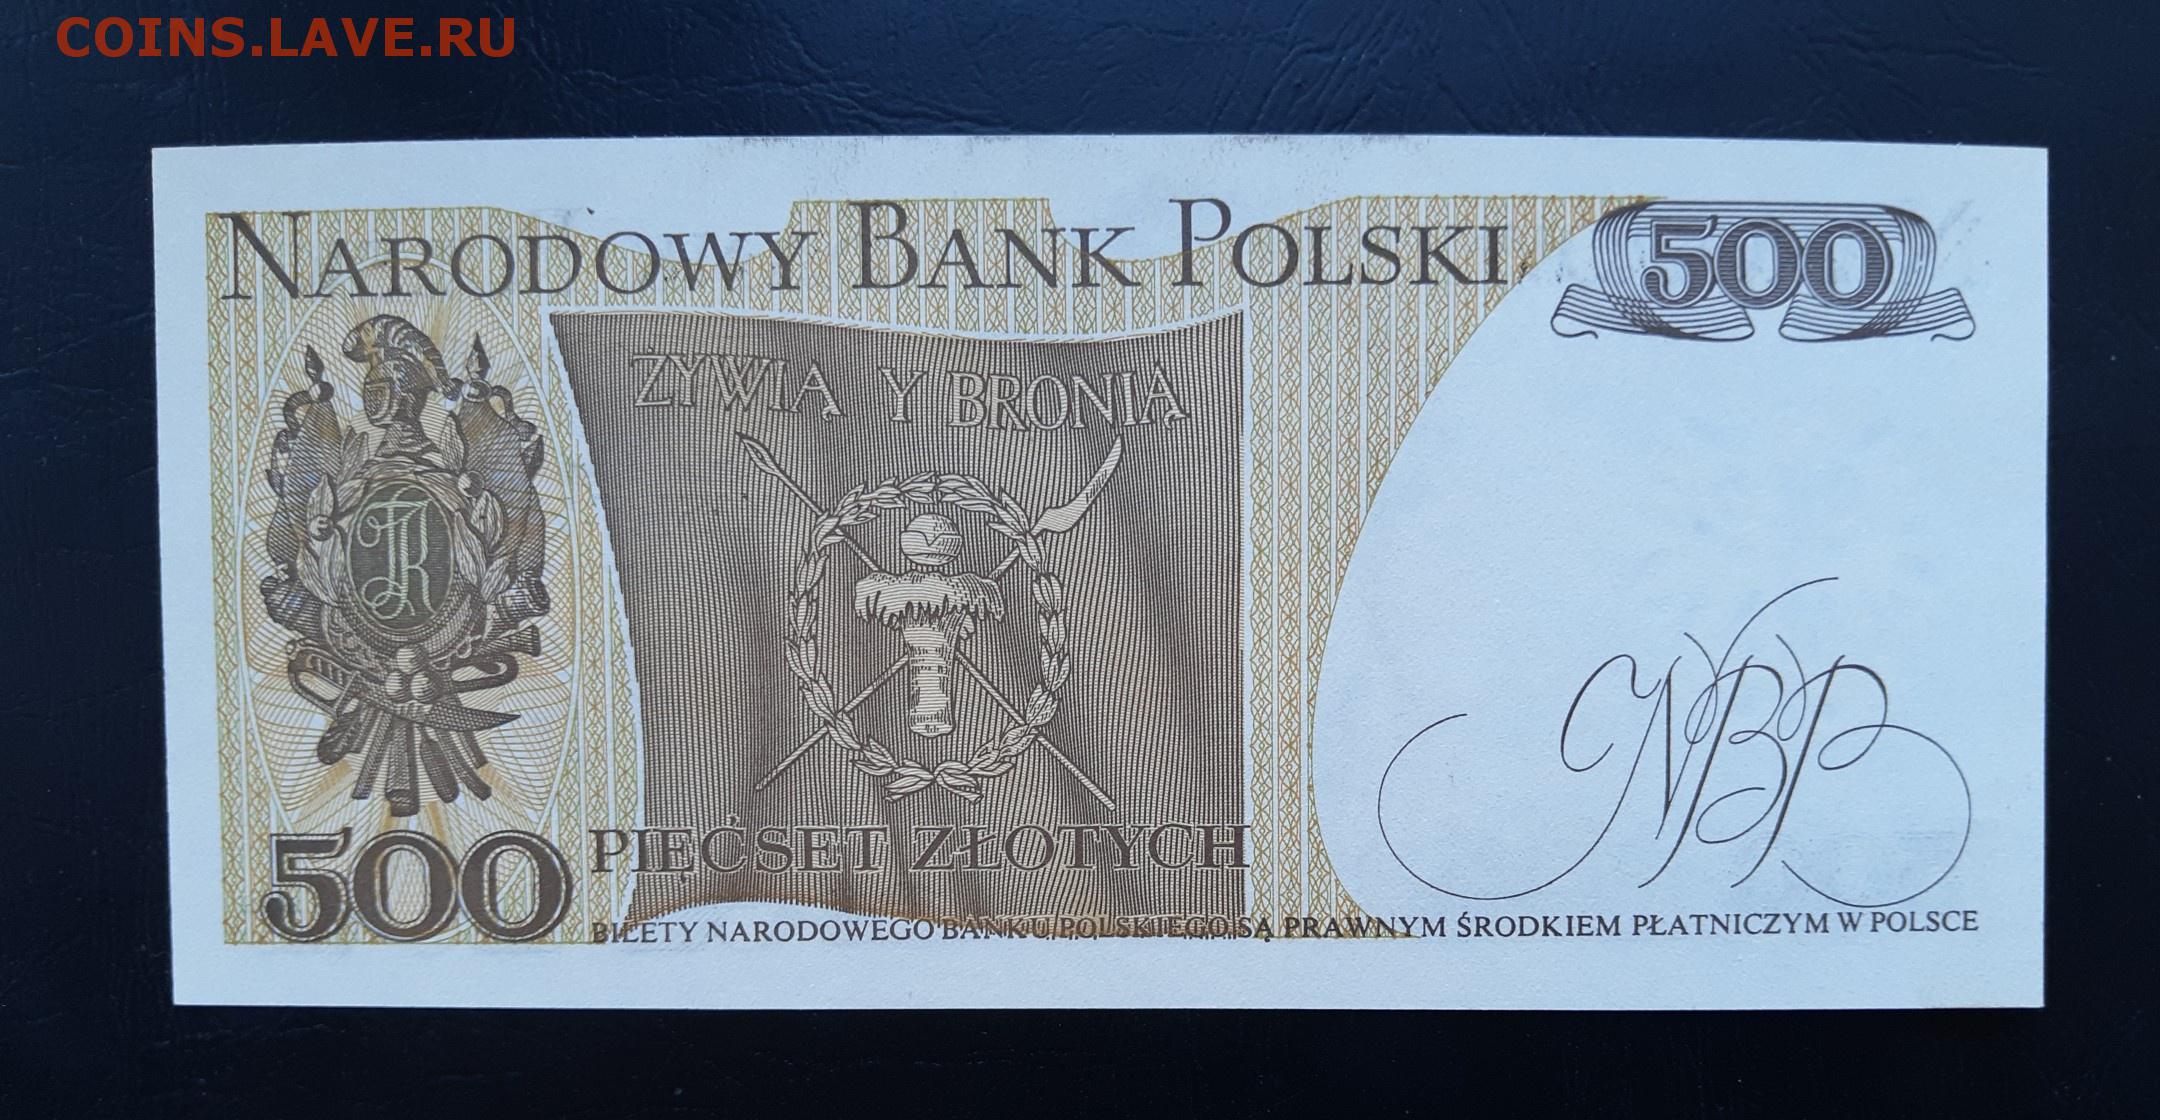 COINS.LAVE.RU
NARODOWY BANK POLSKI
500
ŻYWIĄ Y BRONIĄ
TK
NBP
500
PIĘĆSET ZŁOTYCH
BILETY NARODOWEGO BANKU POLSKIEGO SĄ PRAWNYM ŚRODKIEM PŁATNICZYM W POLSCE